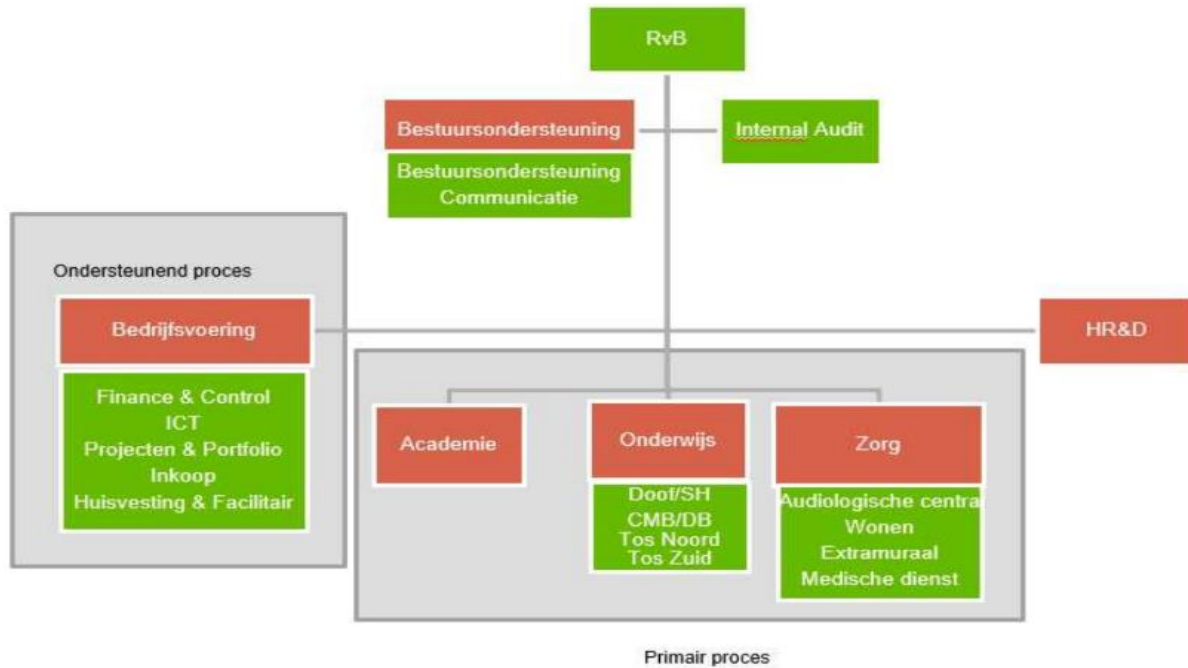 RvB
Bestuursondersteuning
Internal Audit
Bestuursondersteuning
Communicatie
Ondersteunend proces
Bedrijfsvoering
HR&D
Finance & Control
ICT
Projecten & Portfolio
Inkoop
Huisvesting & Facilitair
Academie
Onderwijs
Zorg
Doof/SH
CMB/DB
Tos Noord
Tos Zuid
Audiologische centra
Wonen
Extramuraal
Medische dienst
Primair proces